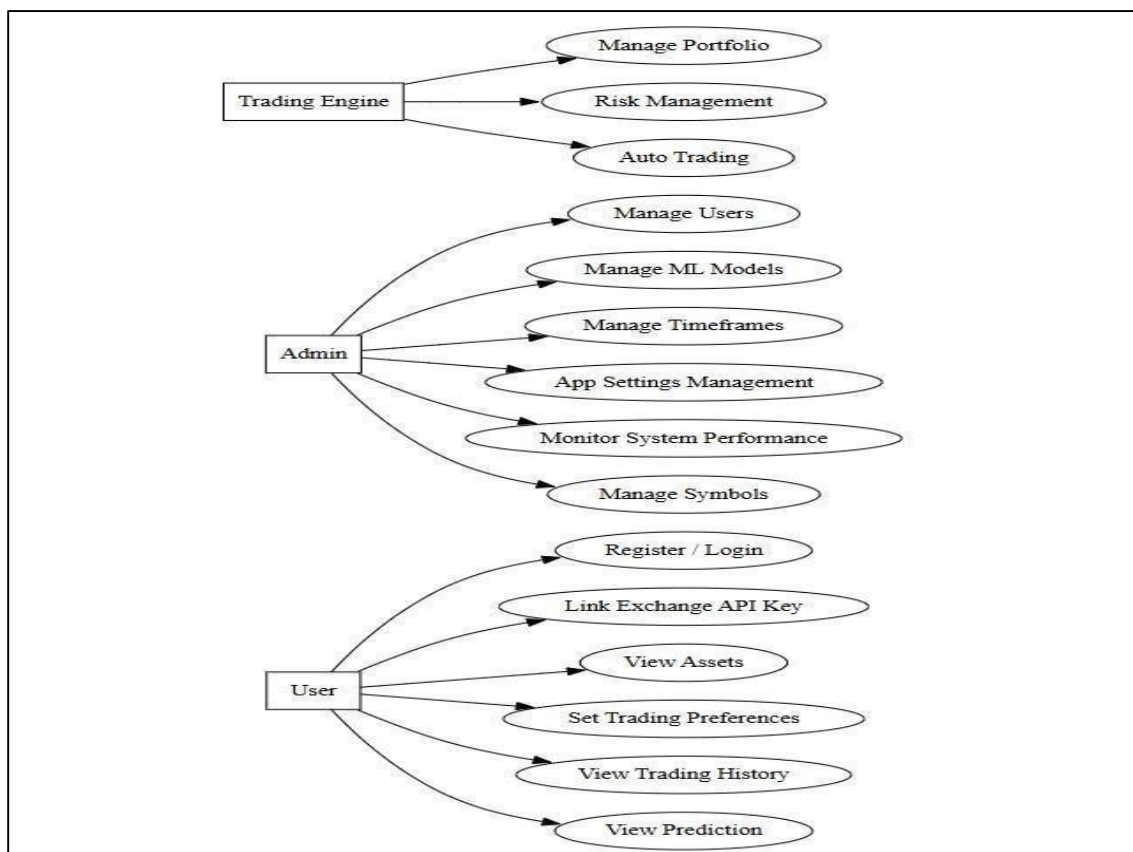 Manage Portfolio
Trading Engine
Risk Management
Auto Trading
Manage Users
Manage ML Models
Manage Timeframes
Admin
App Settings Management
Monitor System Performance
Manage Symbols
Register / Login
Link Exchange API Key
View Assets
User
Set Trading Preferences
View Trading History
View Prediction